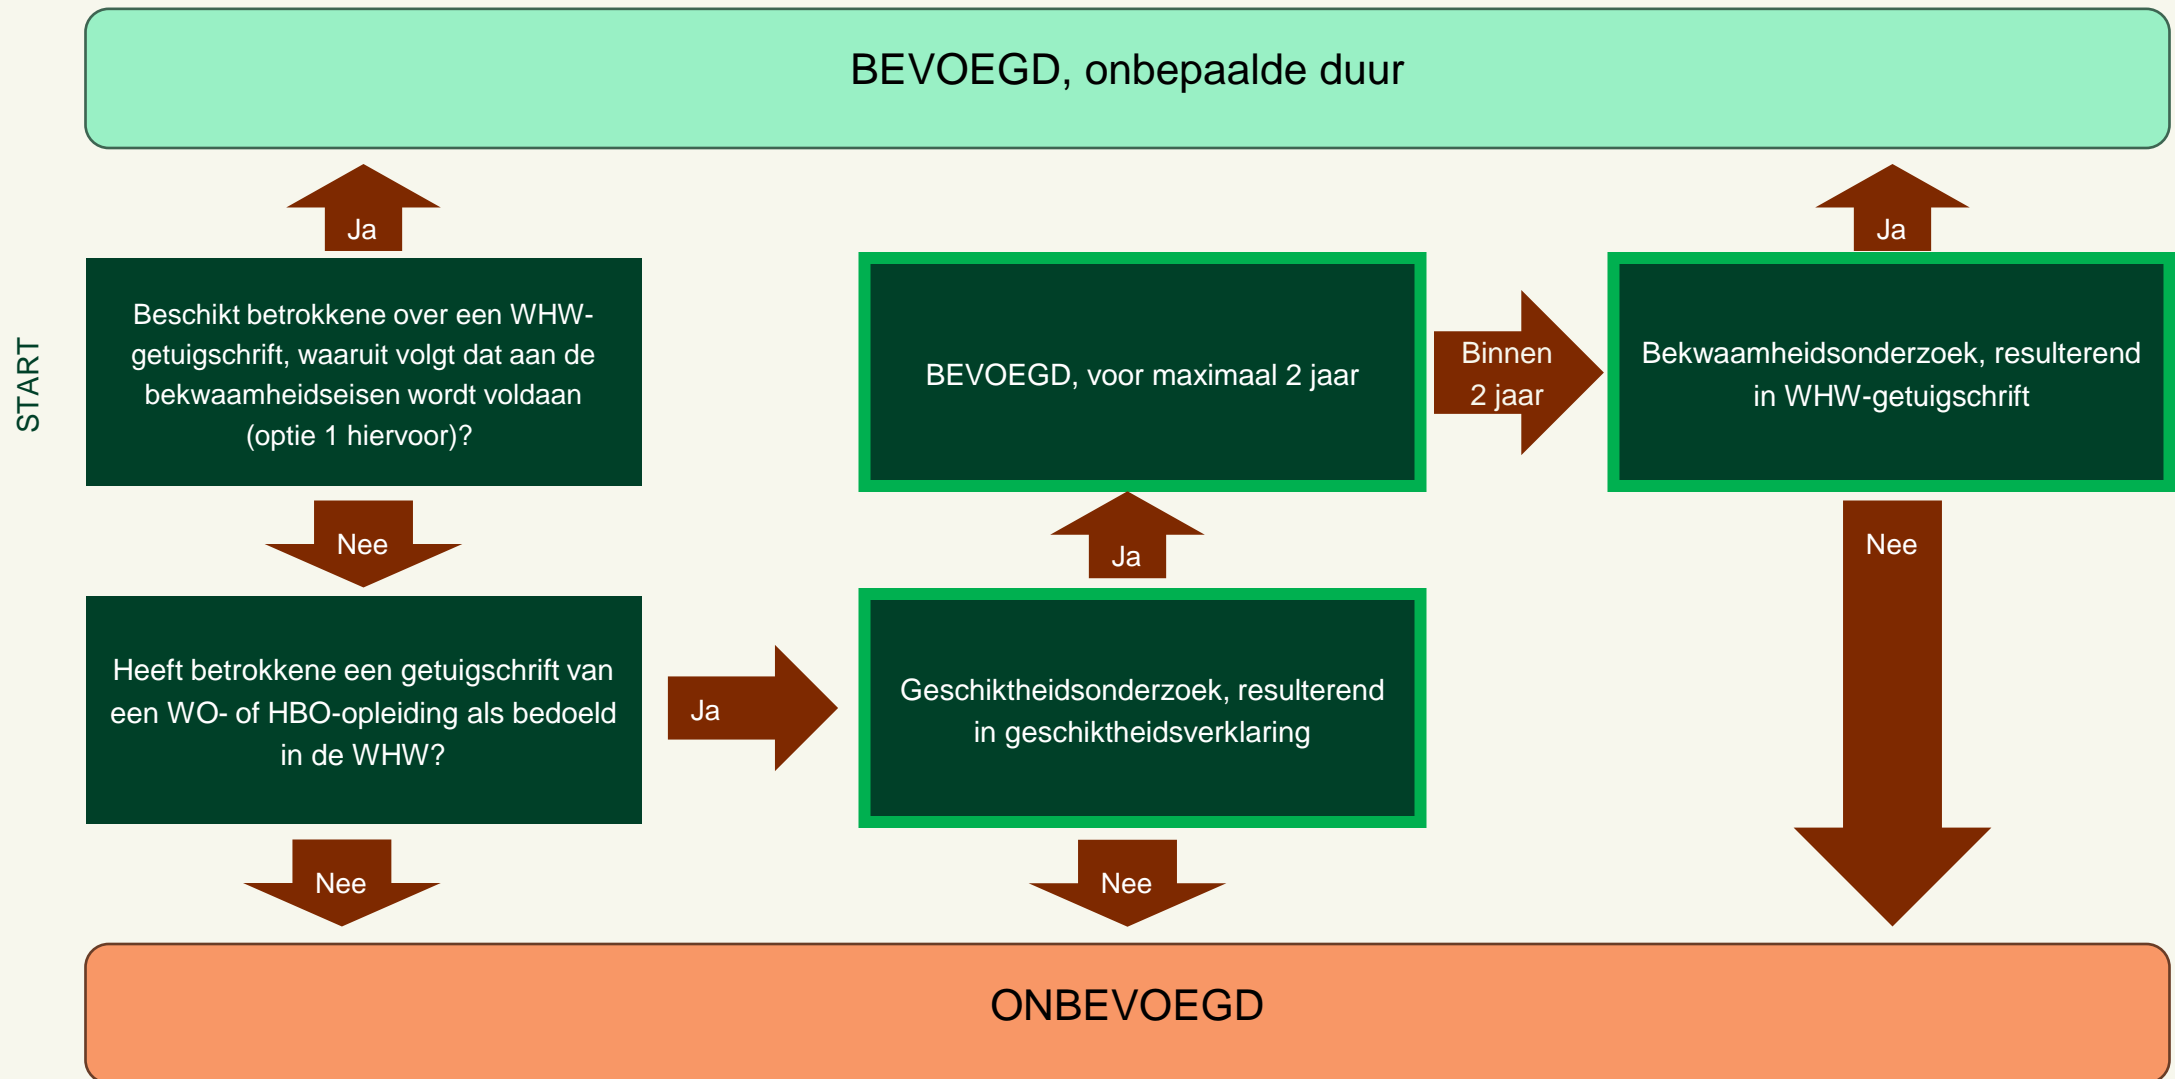 BEVOEGD, onbepaalde duur
Ja
Ja
START
Beschikt betrokkene over een WHW-
getuigschrift, waaruit volgt dat aan de
bekwaamheidseisen wordt voldaan
(optie 1 hiervoor)?
BEVOEGD, voor maximaal 2 jaar
Binnen
2 jaar
Bekwaamheidsonderzoek, resulterend
in WHW-getuigschrift
Nee
Ja
Nee
Heeft betrokkene een getuigschrift van
een WO- of HBO-opleiding als bedoeld
in de WHW?
Ja
Geschiktheidsonderzoek, resulterend
in geschiktheidsverklaring
Nee
Nee
ONBEVOEGD